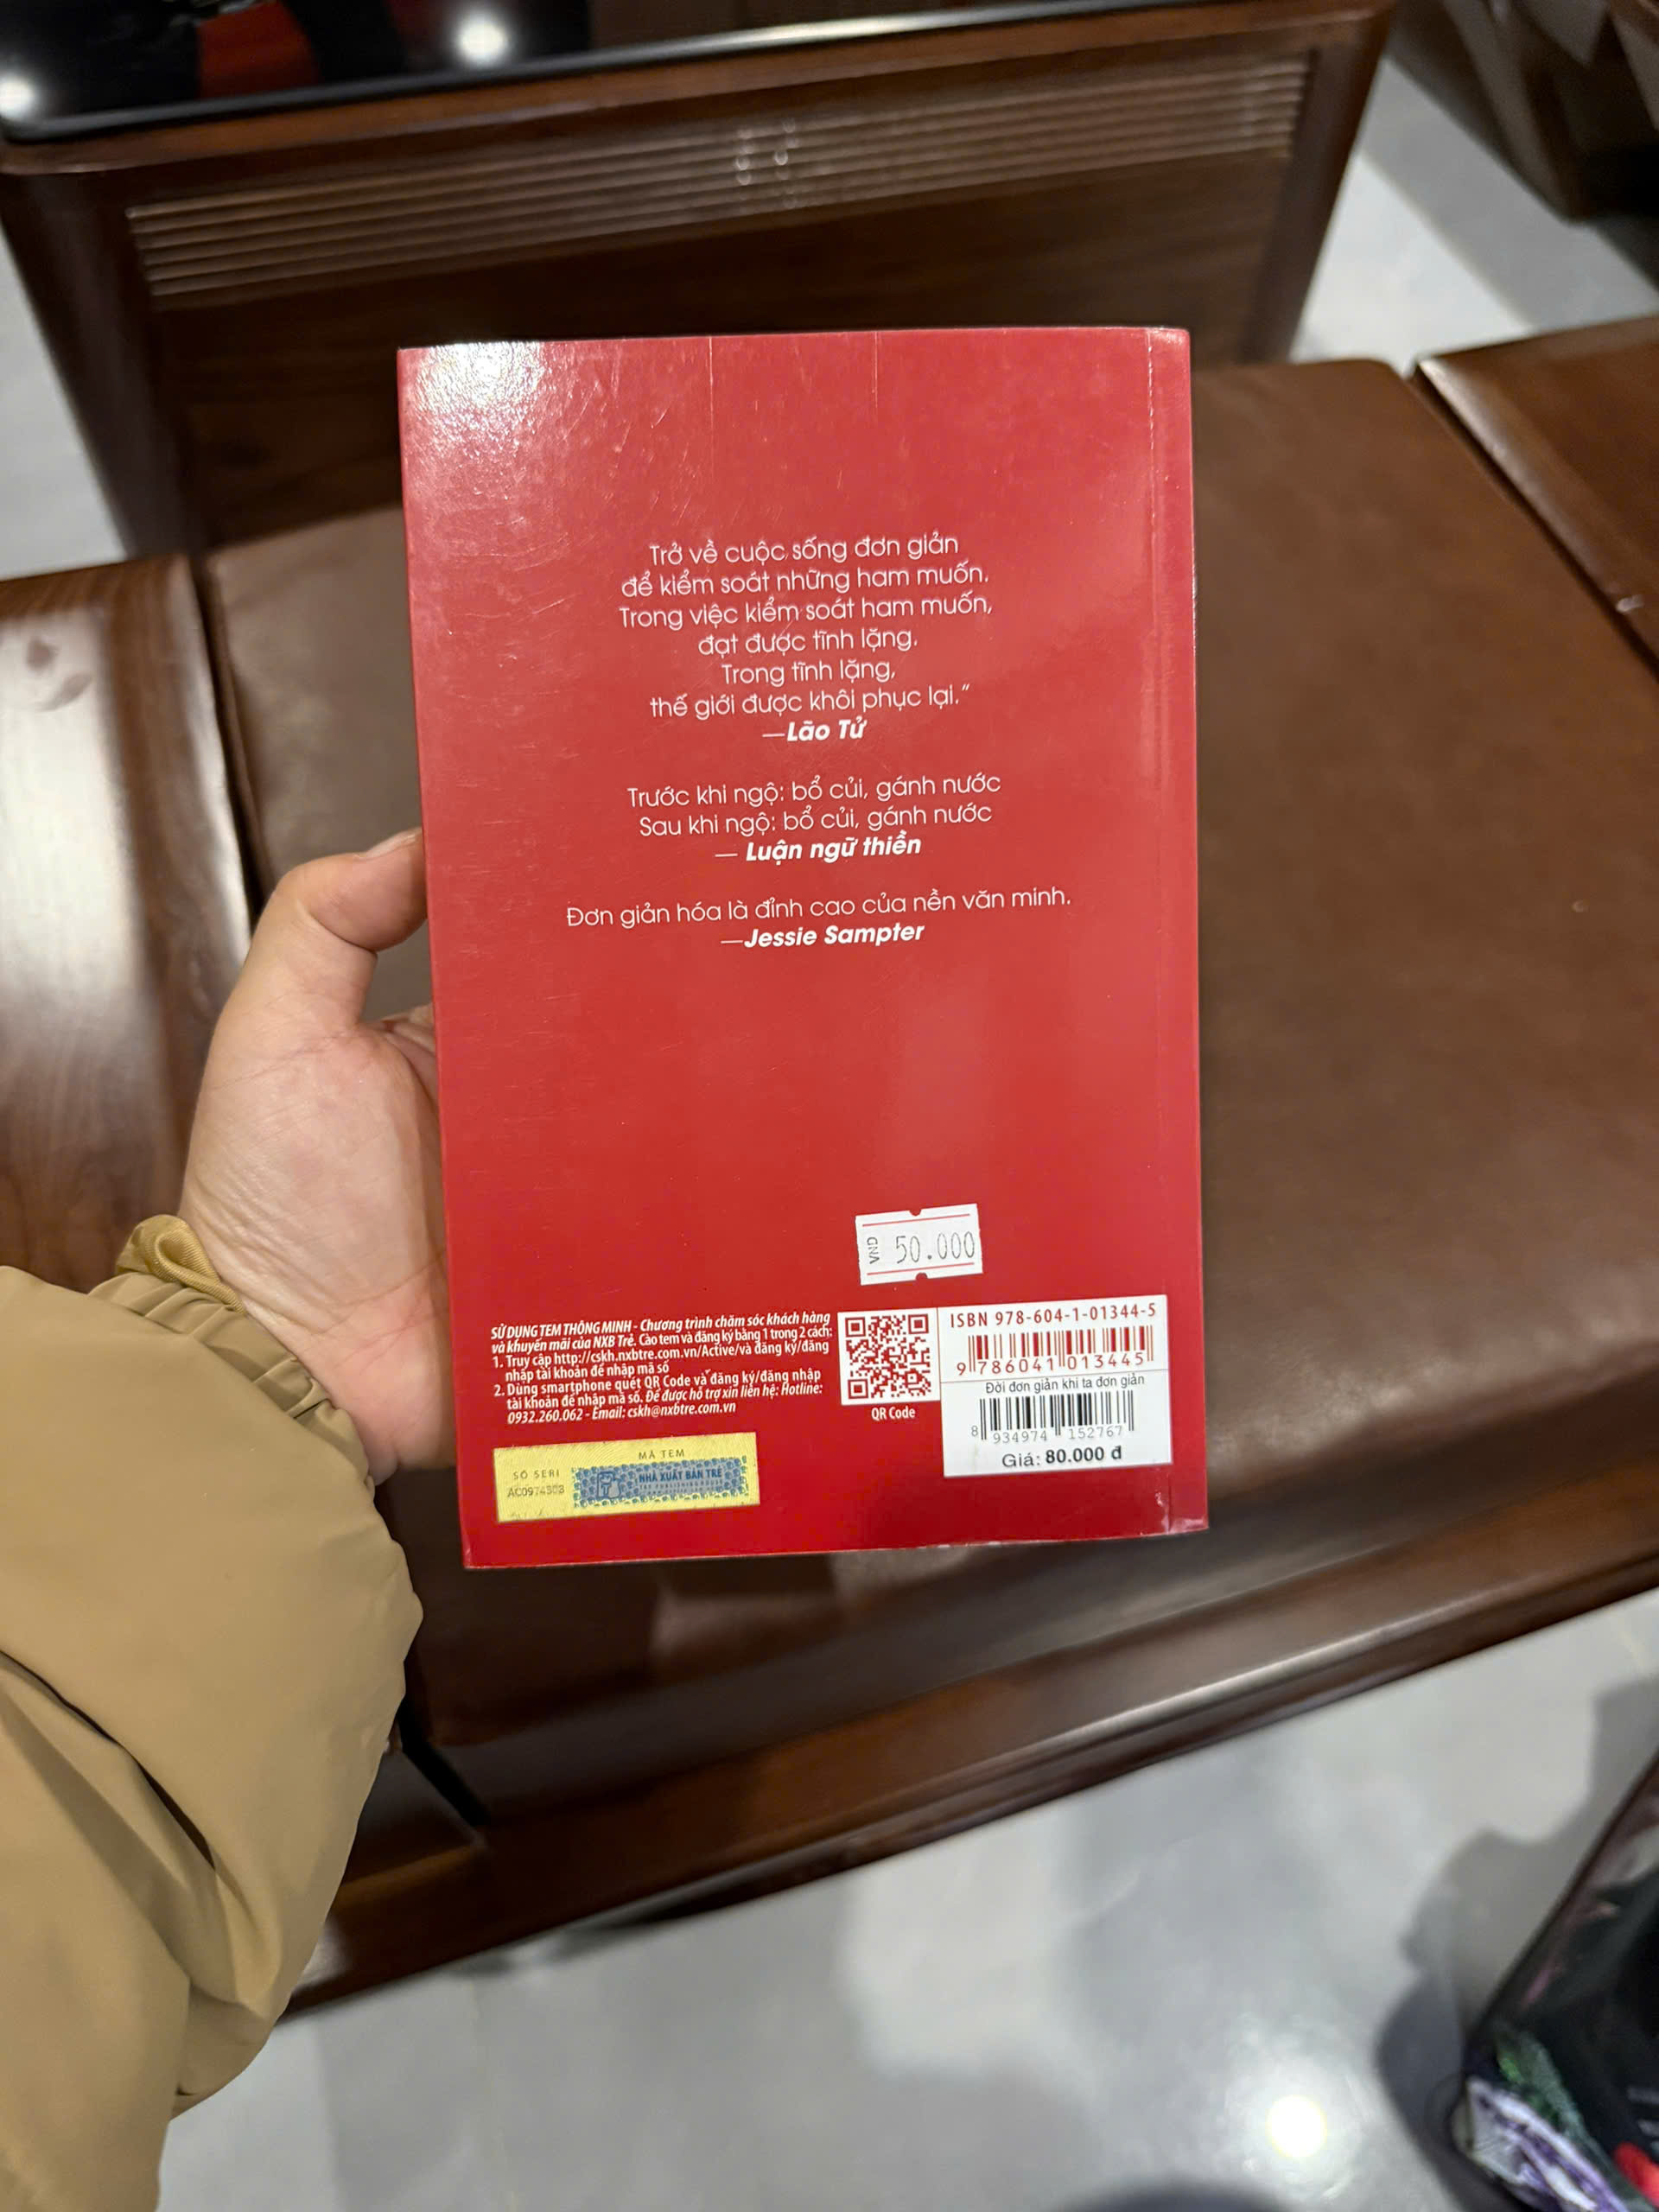 Trở về cuộc sống đơn giản
để kiểm soát những ham muốn.
Trong việc kiểm soát ham muốn,
đạt được tĩnh lặng.
Trong tĩnh lặng,
thế giới được khôi phục lại.”
—Lão Tử
Trước khi ngộ: bổ củi, gánh nước
Sau khi ngộ: bổ củi, gánh nước
— Luận ngữ thiền
Đơn giản hóa là đỉnh cao của nền văn minh.
—Jessie Sampter
VND 50.000
SỬ DỤNG TEM THÔNG MINH - Chương trình chăm sóc khách hàng
và khuyến mãi của NXB Trẻ. Cào tem và đăng ký bằng 1 trong 2 cách:
1. Truy cập http://cskh.nxbtre.com.vn/Active/và đăng ký/đăng
nhập tài khoản để nhập mã số
2. Dùng smartphone quét QR Code và đăng ký/đăng nhập
tài khoản để nhập mã số. Để được hỗ trợ xin liên hệ: Hotline:
0932.260.062 - Email: cskh@nxbtre.com.vn
QR Code
ISBN 978-604-1-01344-5
9 786041 013445
Đời đơn giản khi ta đơn giản
8 934974 152767
Giá: 80.000 đ
MÃ TEM
SỐ SERI
NHÀ XUẤT BẢN TRẺ